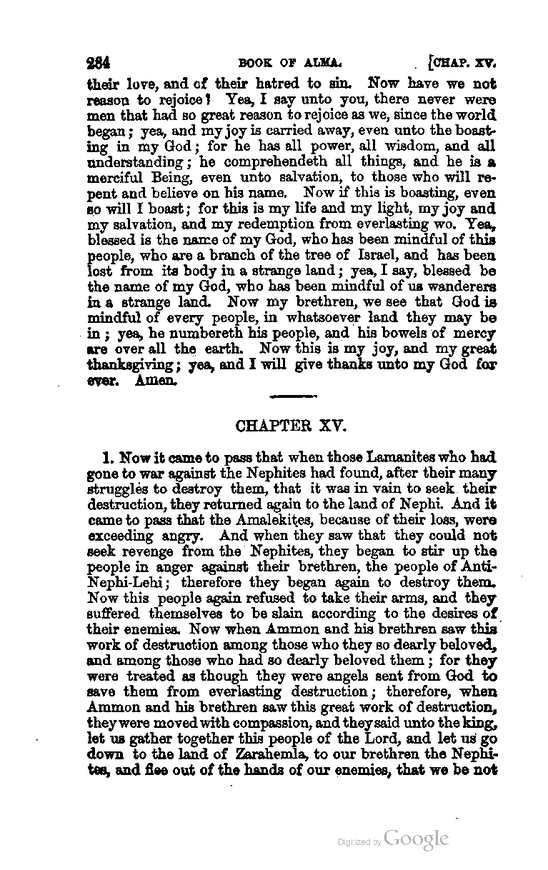 284 BOOK OF ALMA. [CHAP. XV.
their love, and of their hatred to sin. Now have we not
reason to rejoice? Yea, I say unto you, there never were
men that had so great reason to rejoice as we, since the world
began; yea, and my joy is carried away, even unto the boast-
ing in my God; for he has all power, all wisdom, and all
understanding; he comprehendeth all things, and he is a
merciful Being, even unto salvation, to those who will re-
pent and believe on his name. Now if this is boasting, even
so will I boast; for this is my life and my light, my joy and
my salvation, and my redemption from everlasting wo. Yea,
blessed is the name of my God, who has been mindful of this
people, who are a branch of the tree of Israel, and has been
lost from its body in a strange land; yea, I say, blessed be
the name of my God, who has been mindful of us wanderers
in a strange land. Now my brethren, we see that God is
mindful of every people, in whatsoever land they may be
in; yea, he numbereth his people, and his bowels of mercy
are over all the earth. Now this is my joy, and my great
thanksgiving; yea, and I will give thanks unto my God for
ever. Amen.
CHAPTER XV.
1. Now it came to pass that when those Lamanites who had
gone to war against the Nephites had found, after their many
struggles to destroy them, that it was in vain to seek their
destruction, they returned again to the land of Nephi. And it
came to pass that the Amalekites, because of their loss, were
exceeding angry. And when they saw that they could not
seek revenge from the Nephites, they began to stir up the
people in anger against their brethren, the people of Anti-
Nephi-Lehi; therefore they began again to destroy them.
Now this people again refused to take their arms, and they
suffered themselves to be slain according to the desires of
their enemies. Now when Ammon and his brethren saw this
work of destruction among those who they so dearly beloved,
and among those who had so dearly beloved them; for they
were treated as though they were angels sent from God to
save them from everlasting destruction; therefore, when
Ammon and his brethren saw this great work of destruction,
they were moved with compassion, and they said unto the king,
let us gather together this people of the Lord, and let us go
down to the land of Zarahemla, to our brethren the Nephi-
tes, and flee out of the hands of our enemies, that we be not
Digitized by Google